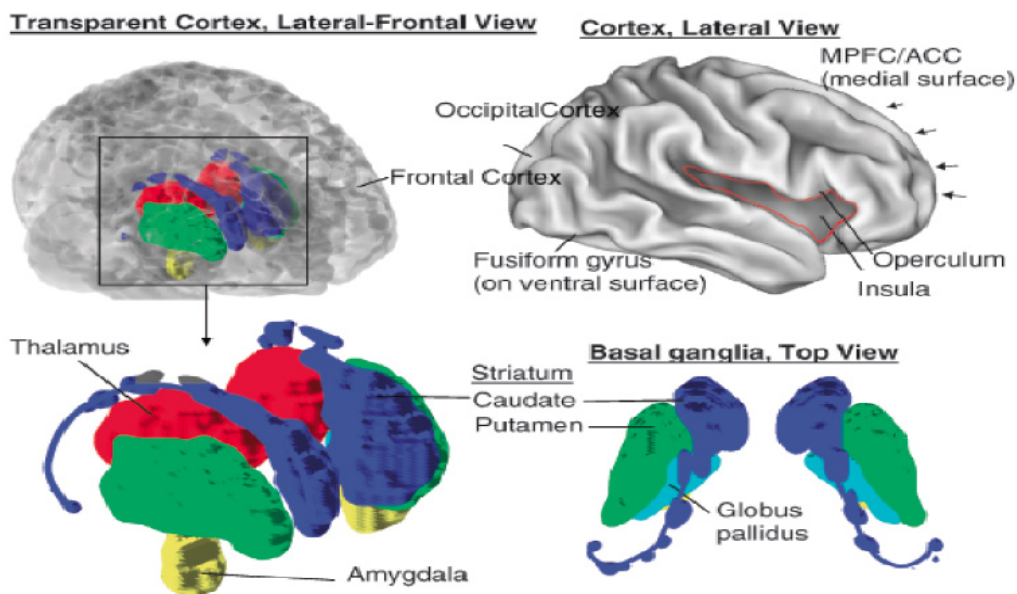 Transparent Cortex, Lateral-Frontal View
Cortex, Lateral View
MPFC/ACC
(medial surface)
OccipitalCortex
Frontal Cortex
Fusiform gyrus
(on ventral surface)
Operculum
Insula
Thalamus
Basal ganglia, Top View
Striatum
Caudate
Putamen
Globus
pallidus
Amygdala